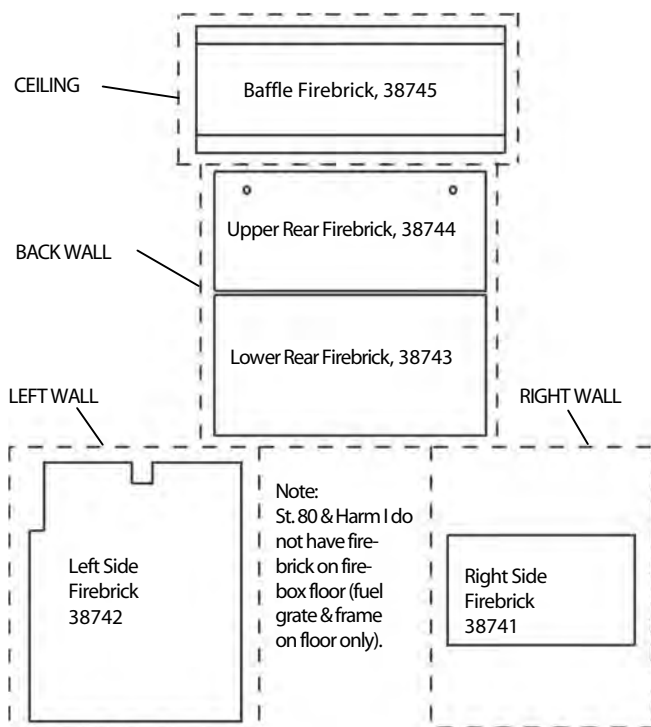 CEILING
Baffle Firebrick, 38745
Upper Rear Firebrick, 38744
BACK WALL
Lower Rear Firebrick, 38743
LEFT WALL
RIGHT WALL
Left Side
Firebrick
38742
Note:
St. 80 & Harm I do
not have fire-
brick on fire-
box floor (fuel
grate & frame
on floor only).
Right Side
Firebrick
38741